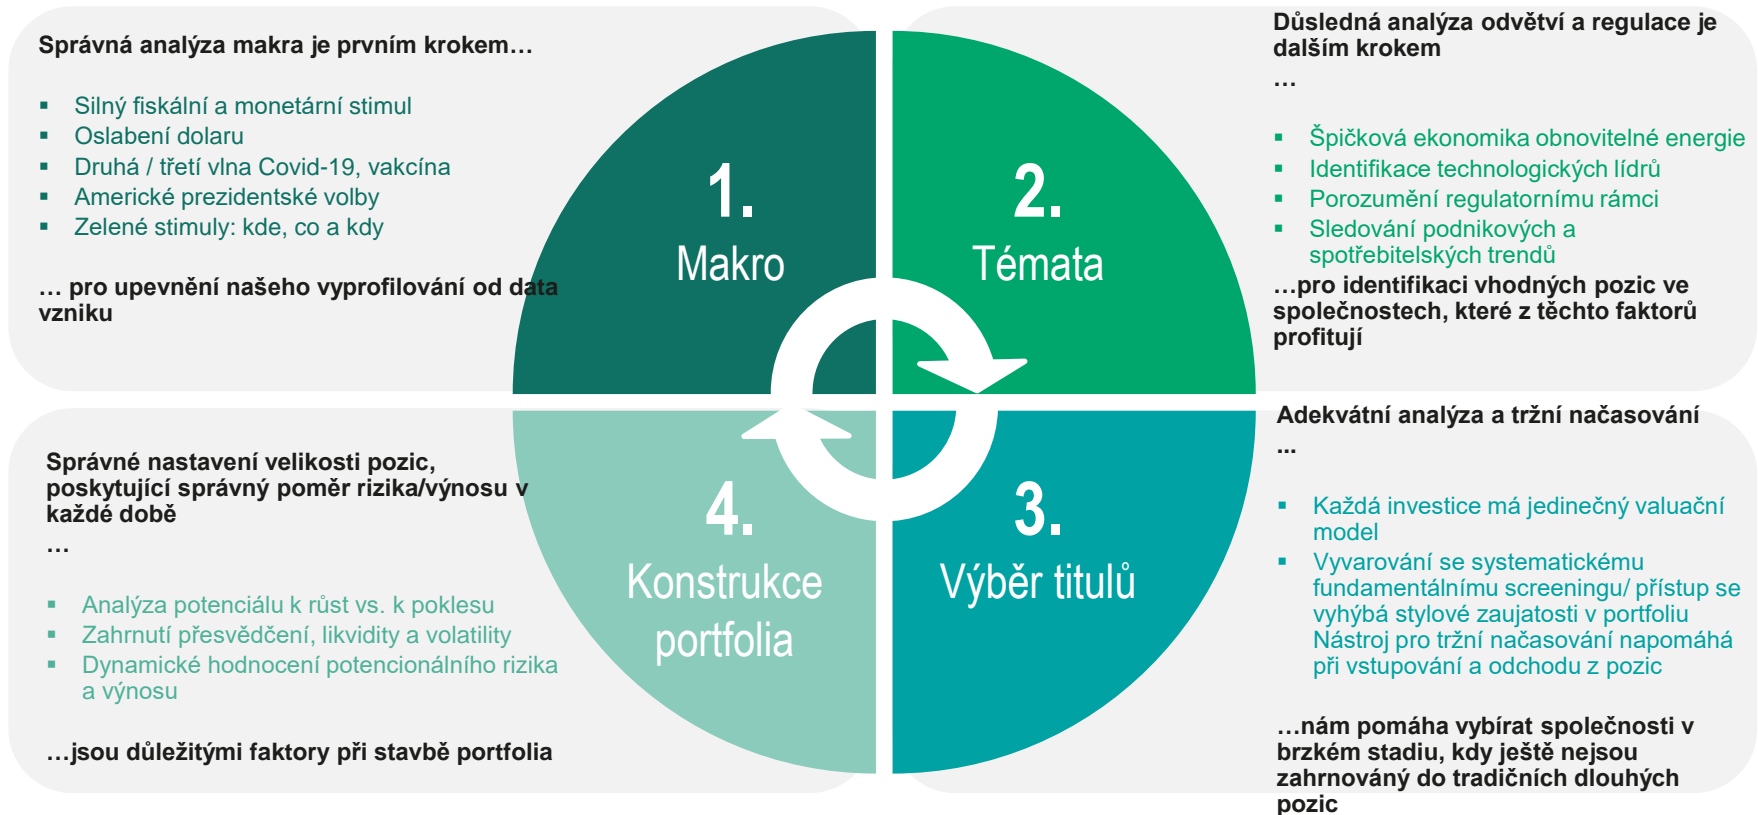 Správná analýza makra je prvním krokem…
▪ Silný fiskální a monetární stimul
▪ Oslabení dolaru
▪ Druhá / třetí vlna Covid-19, vakcína
▪ Americké prezidentské volby
▪ Zelené stimuly: kde, co a kdy
… pro upevnění našeho vyprofilování od data
vzniku
1.
Makro
2.
Témata
Důsledná analýza odvětví a regulace je
dalším krokem
…
▪ Špičková ekonomika obnovitelné energie
▪ Identifikace technologických lídrů
▪ Porozumění regulatornímu rámci
▪ Sledování podnikových a
spotřebitelských trendů
…pro identifikaci vhodných pozic ve
společnostech, které z těchto faktorů
profitují
Správné nastavení velikosti pozic,
poskytující správný poměr rizika/výnosu v
každé době
…
▪ Analýza potenciálu k růst vs. k poklesu
▪ Zahrnutí přesvědčení, likvidity a volatility
▪ Dynamické hodnocení potencionálního rizika
a výnosu
…jsou důležitými faktory při stavbě portfolia
4.
Konstrukce
portfolia
3.
Výběr titulů
Adekvátní analýza a tržní načasování
...
▪ Každá investice má jedinečný valuační
model
▪ Vyvarování se systematickému
fundamentálnímu screeningu/ přístup se
vyhýbá stylové zaujatosti v portfoliu
Nástroj pro tržní načasování napomáhá
při vstupování a odchodu z pozic
…nám pomáha vybírat společnosti v
brzkém stadiu, kdy ještě nejsou
zahrnováný do tradičních dlouhých
pozic